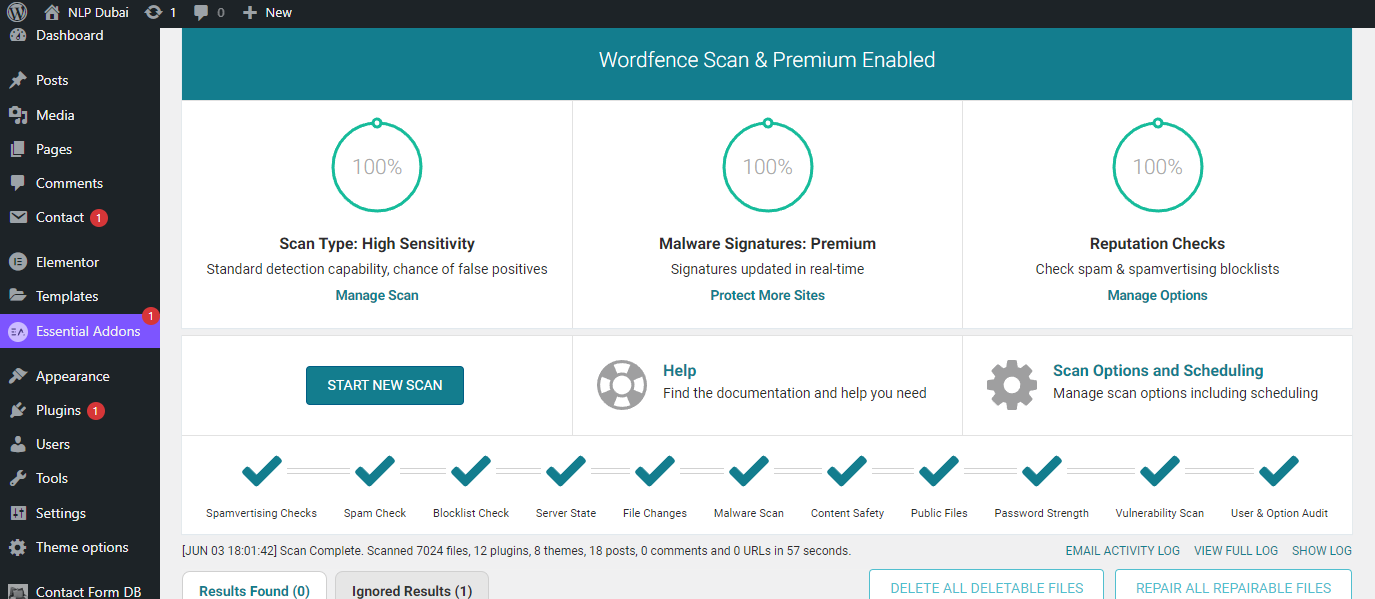 NLP Dubai 1 0 New
Dashboard
Posts
Media
Pages
Comments
Contact 1
Elementor
Templates
Essential Addons 1
Appearance
Plugins 1
Users
Tools
Settings
Theme options
Contact Form DB
Wordfence Scan & Premium Enabled
100%
Scan Type: High Sensitivity
Standard detection capability, chance of false positives
Manage Scan
100%
Malware Signatures: Premium
Signatures updated in real-time
Protect More Sites
100%
Reputation Checks
Check spam & spamvertising blocklists
Manage Options
START NEW SCAN
Help
Find the documentation and help you need
Scan Options and Scheduling
Manage scan options including scheduling
Spamvertising Checks
Spam Check
Blocklist Check
Server State
File Changes
Malware Scan
Content Safety
Public Files
Password Strength
Vulnerability Scan
User & Option Audit
[JUN 03 18:01:42] Scan Complete. Scanned 7024 files, 12 plugins, 8 themes, 18 posts, 0 comments and 0 URLs in 57 seconds.
EMAIL ACTIVITY LOG VIEW FULL LOG SHOW LOG
Results Found (0)
Ignored Results (1)
DELETE ALL DELETABLE FILES
REPAIR ALL REPAIRABLE FILES